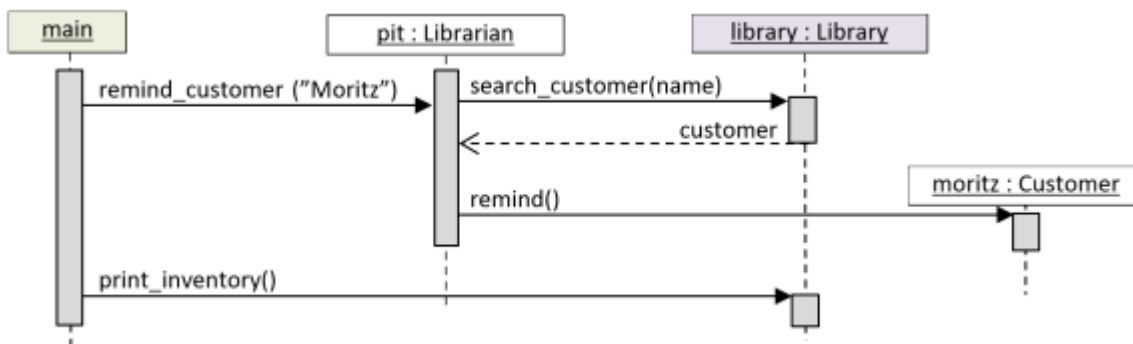 main
pit : Librarian
library : Library
remind_customer (”Moritz”)
search_customer(name)
customer
moritz : Customer
remind()
print_inventory()